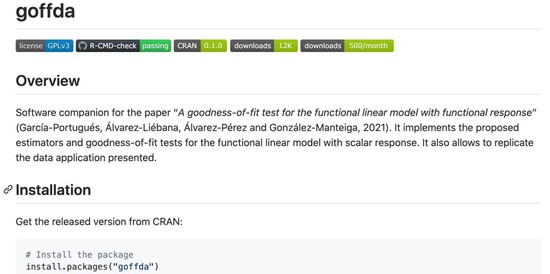 goffda
license GPLv3 R-CMD-check passing CRAN 0.1.0 downloads 12K downloads 500/month
Overview
Software companion for the paper “A goodness-of-fit test for the functional linear model with functional response”
(García-Portugués, Álvarez-Liébana, Álvarez-Pérez and González-Manteiga, 2021). It implements the proposed
estimators and goodness-of-fit tests for the functional linear model with scalar response. It also allows to replicate
the data application presented.
Installation
Get the released version from CRAN:
# Install the package
install.packages("goffda")